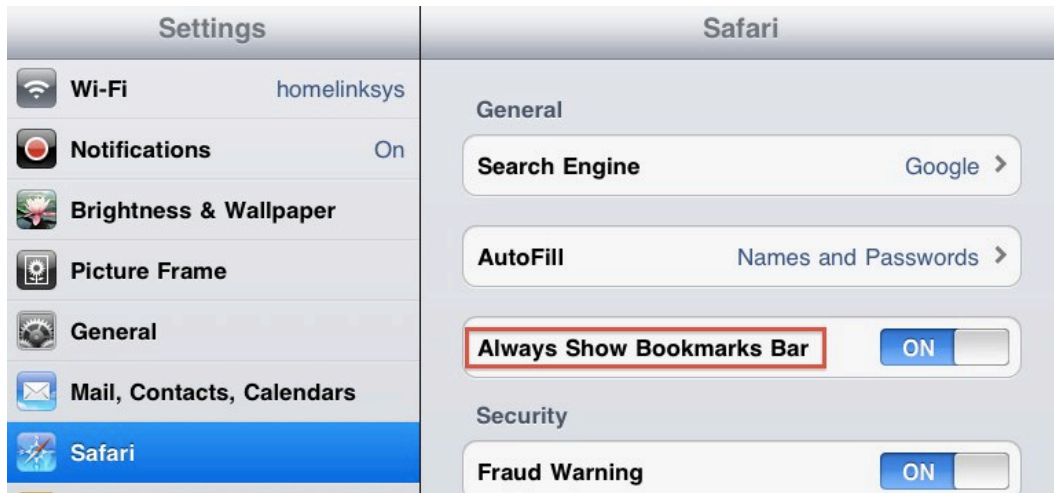 Settings
Wi-Fi homelinksys
Notifications On
Brightness & Wallpaper
Picture Frame
General
Mail, Contacts, Calendars
Safari
Safari
General
Search Engine Google >
AutoFill Names and Passwords >
Always Show Bookmarks Bar ON
Security
Fraud Warning ON